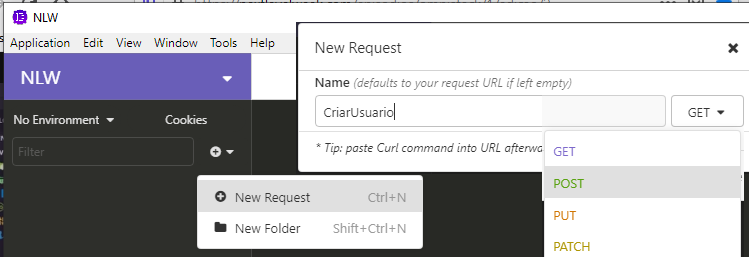 NLW
Application Edit View Window Tools Help
NLW
No Environment Cookies
Filter
New Request Ctrl+N
New Folder Shift+Ctrl+N
New Request
Name (defaults to your request URL if left empty)
CriarUsuario GET
* Tip: paste Curl command into URL afterwa
GET
POST
PUT
PATCH